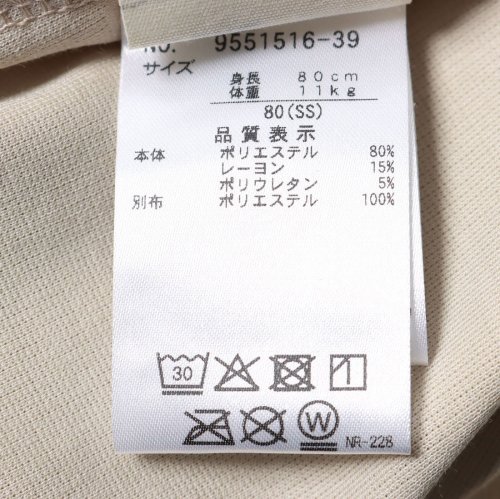 NO. 9551516-39
サイズ
身長 80cm
体重 11kg
80(SS)
品質表示
本体 ポリエステル 80%
レーヨン 15%
ポリウレタン 5%
別布 ポリエステル 100%
30
W
NR-228